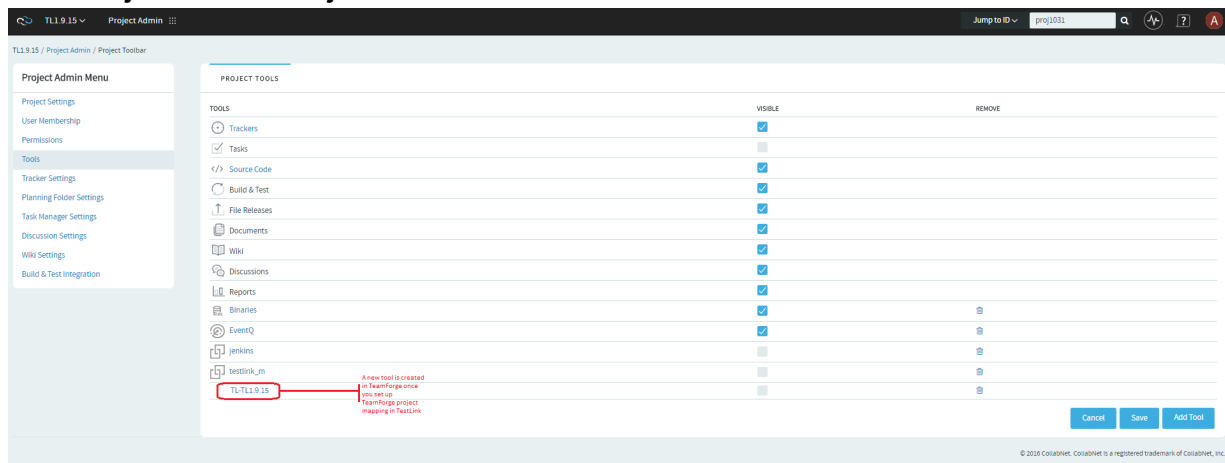 TL1.9.15 Project Admin Jump to ID proj1031 ? A
TL1.9.15 / Project Admin / Project Toolbar
Project Admin Menu
Project Settings
User Membership
Permissions
Tools
Tracker Settings
Planning Folder Settings
Task Manager Settings
Discussion Settings
Wiki Settings
Build & Test Integration
PROJECT TOOLS
TOOLS VISIBLE REMOVE
Trackers
Tasks
</> Source Code
Build & Test
File Releases
Documents
Wiki
Discussions
Reports
Binaries
EventQ
jenkins
testlink_m
TL-TL1.9.15
A new tool is created
in TeamForge once
you set up
TeamForge project
mapping in TestLink
Cancel Save Add Tool
© 2016 CollabNet. CollabNet is a registered trademark of CollabNet, Inc.